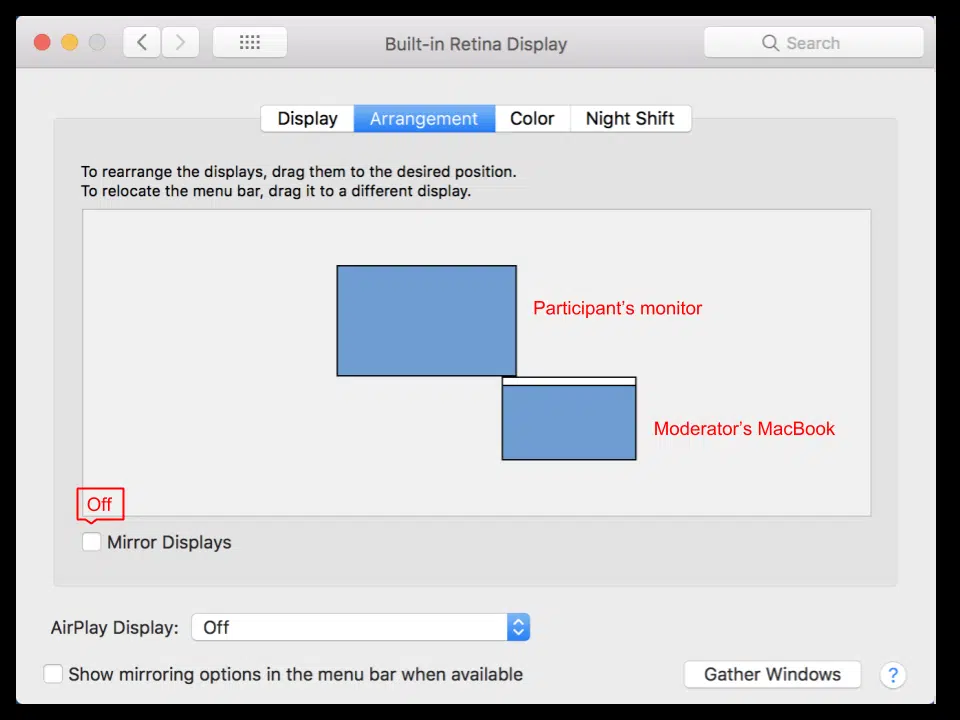 Built-in Retina Display
Search
Display
Arrangement
Color
Night Shift
To rearrange the displays, drag them to the desired position.
To relocate the menu bar, drag it to a different display.
Participant's monitor
Moderator's MacBook
Off
Mirror Displays
AirPlay Display: Off
Show mirroring options in the menu bar when available
Gather Windows
?